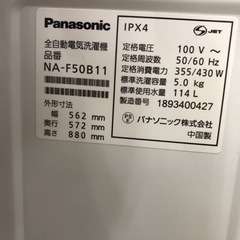 Panasonic
全自動電気洗濯機
品番
NA-F50B11
外形寸法
幅 562 mm
奥行 572 mm
高さ 880 mm
IPX4
JET
定格電圧 100 V ～
定格周波数 50/60 Hz
定格消費電力 355/430 W
標準洗濯容量 5.0 kg
標準使用水量 114 L
製造番号 1893400427
PS E
パナソニック株式会社
中国製